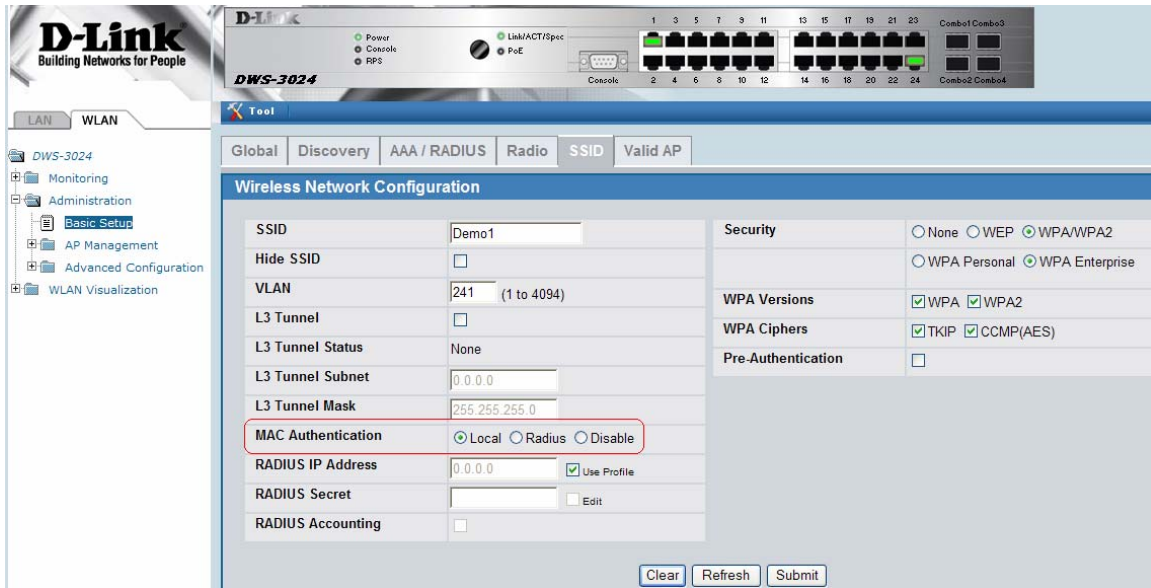 D-Link
Building Networks for People
D-Link
Power
Console
RPS
Link/ACT/Spee
PoE
DWS-3024
Console
1 3 5 7 9 11 13 15 17 19 21 23 Combo1 Combo3
2 4 6 8 10 12 14 16 18 20 22 24 Combo2 Combo4
LAN WLAN
Tool
DWS-3024
Monitoring
Administration
Basic Setup
AP Management
Advanced Configuration
WLAN Visualization
Global Discovery AAA / RADIUS Radio SSID Valid AP
Wireless Network Configuration
SSID Demo1
Hide SSID
VLAN 241 (1 to 4094)
L3 Tunnel
L3 Tunnel Status None
L3 Tunnel Subnet 0.0.0.0
L3 Tunnel Mask 255.255.255.0
MAC Authentication Local Radius Disable
RADIUS IP Address 0.0.0.0 Use Profile
RADIUS Secret Edit
RADIUS Accounting
Security None WEP WPA/WPA2
WPA Personal WPA Enterprise
WPA Versions WPA WPA2
WPA Ciphers TKIP CCMP(AES)
Pre-Authentication
Clear Refresh Submit